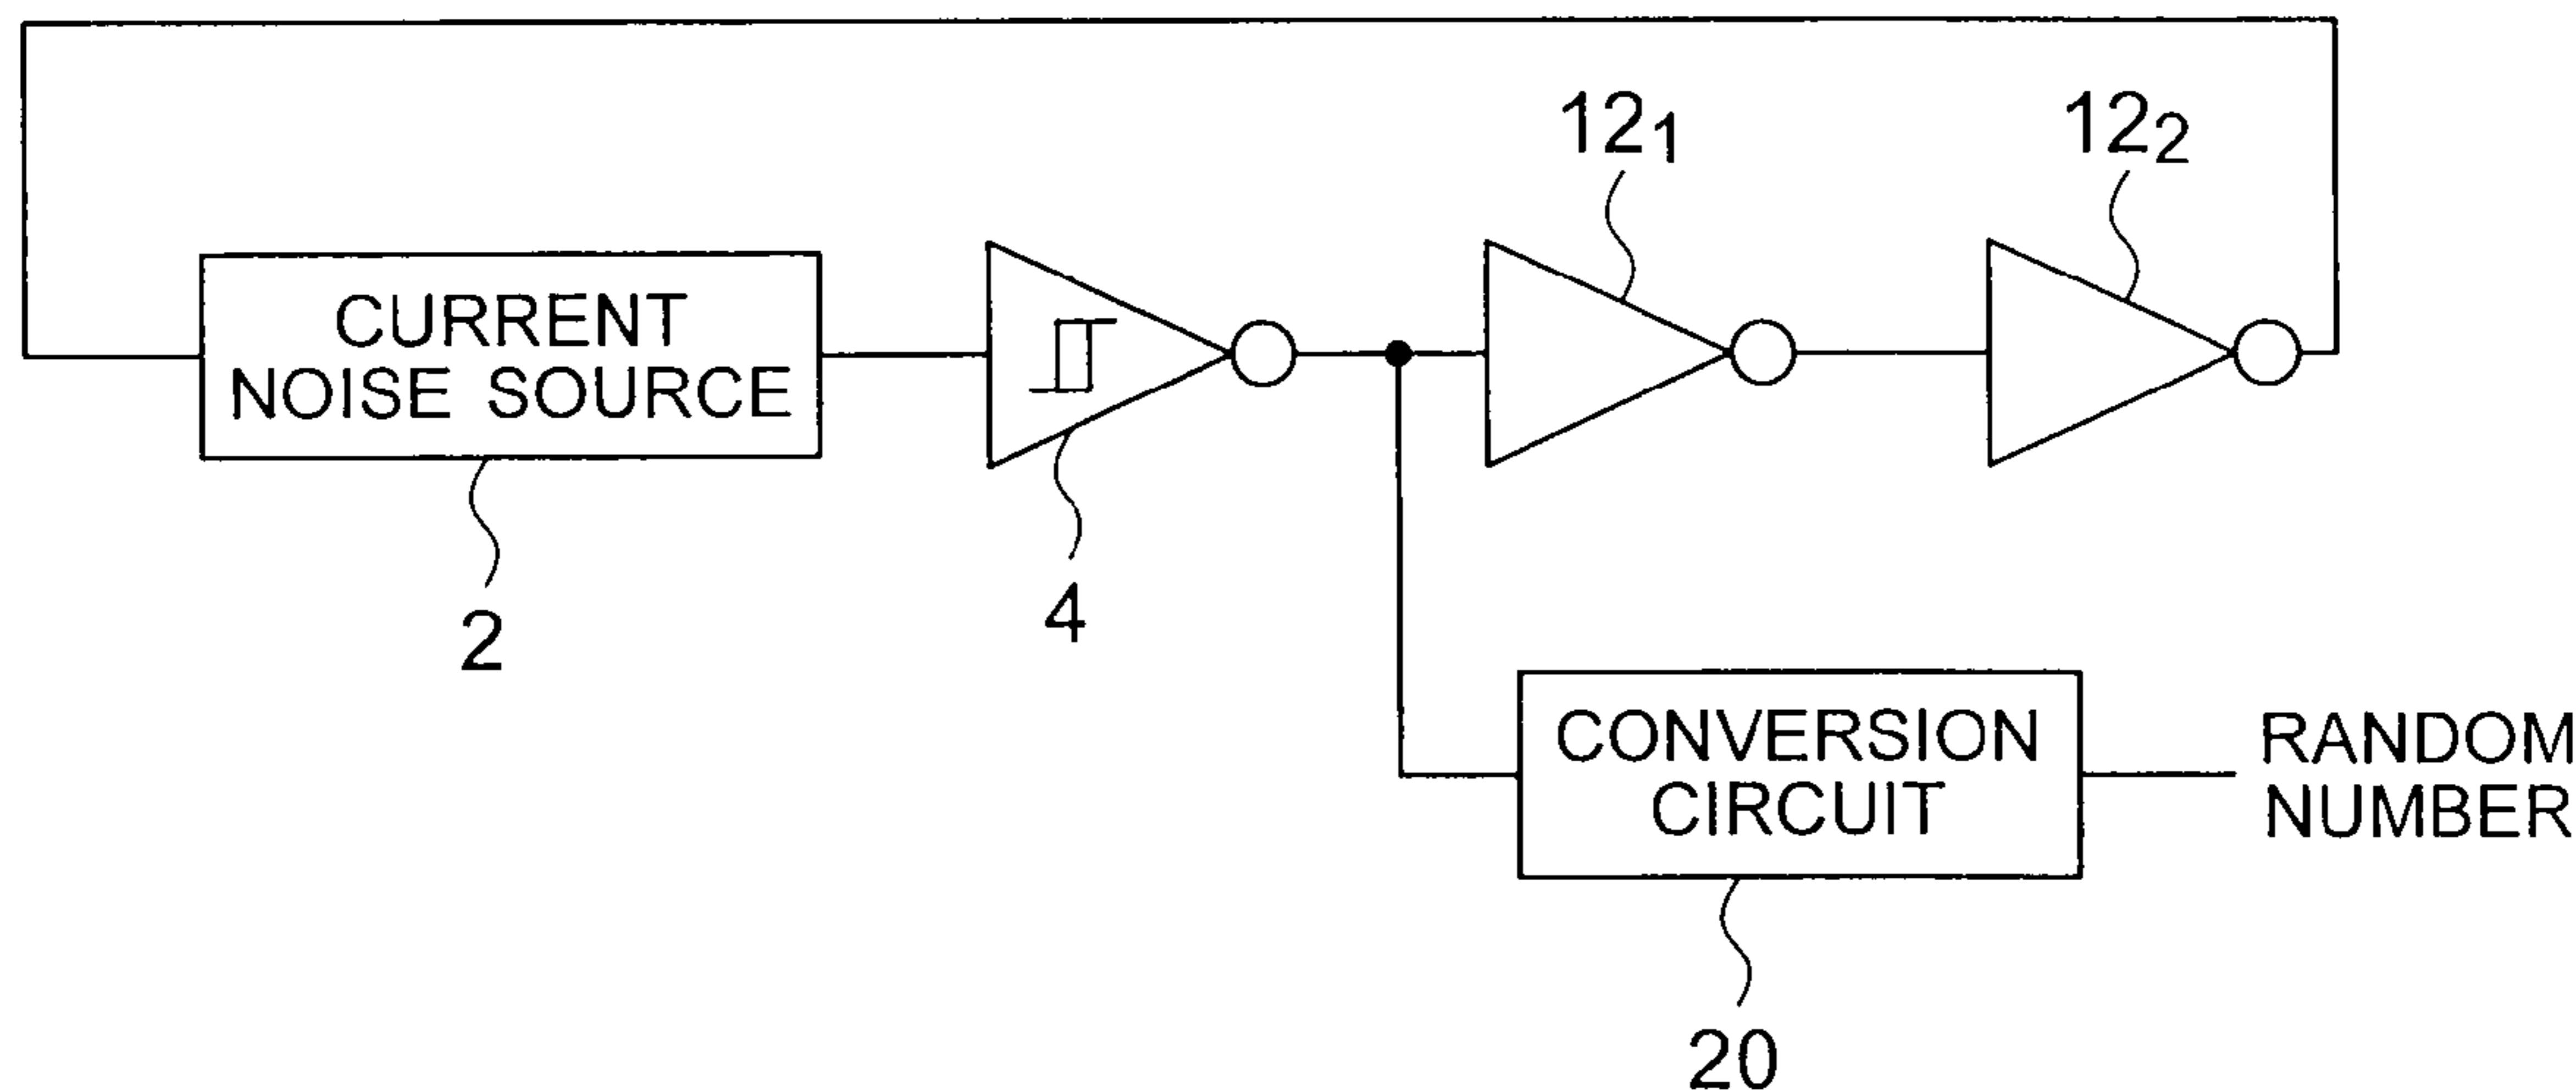 12₁
12₂
CURRENT
NOISE SOURCE
2
4
CONVERSION
CIRCUIT
RANDOM
NUMBER
20